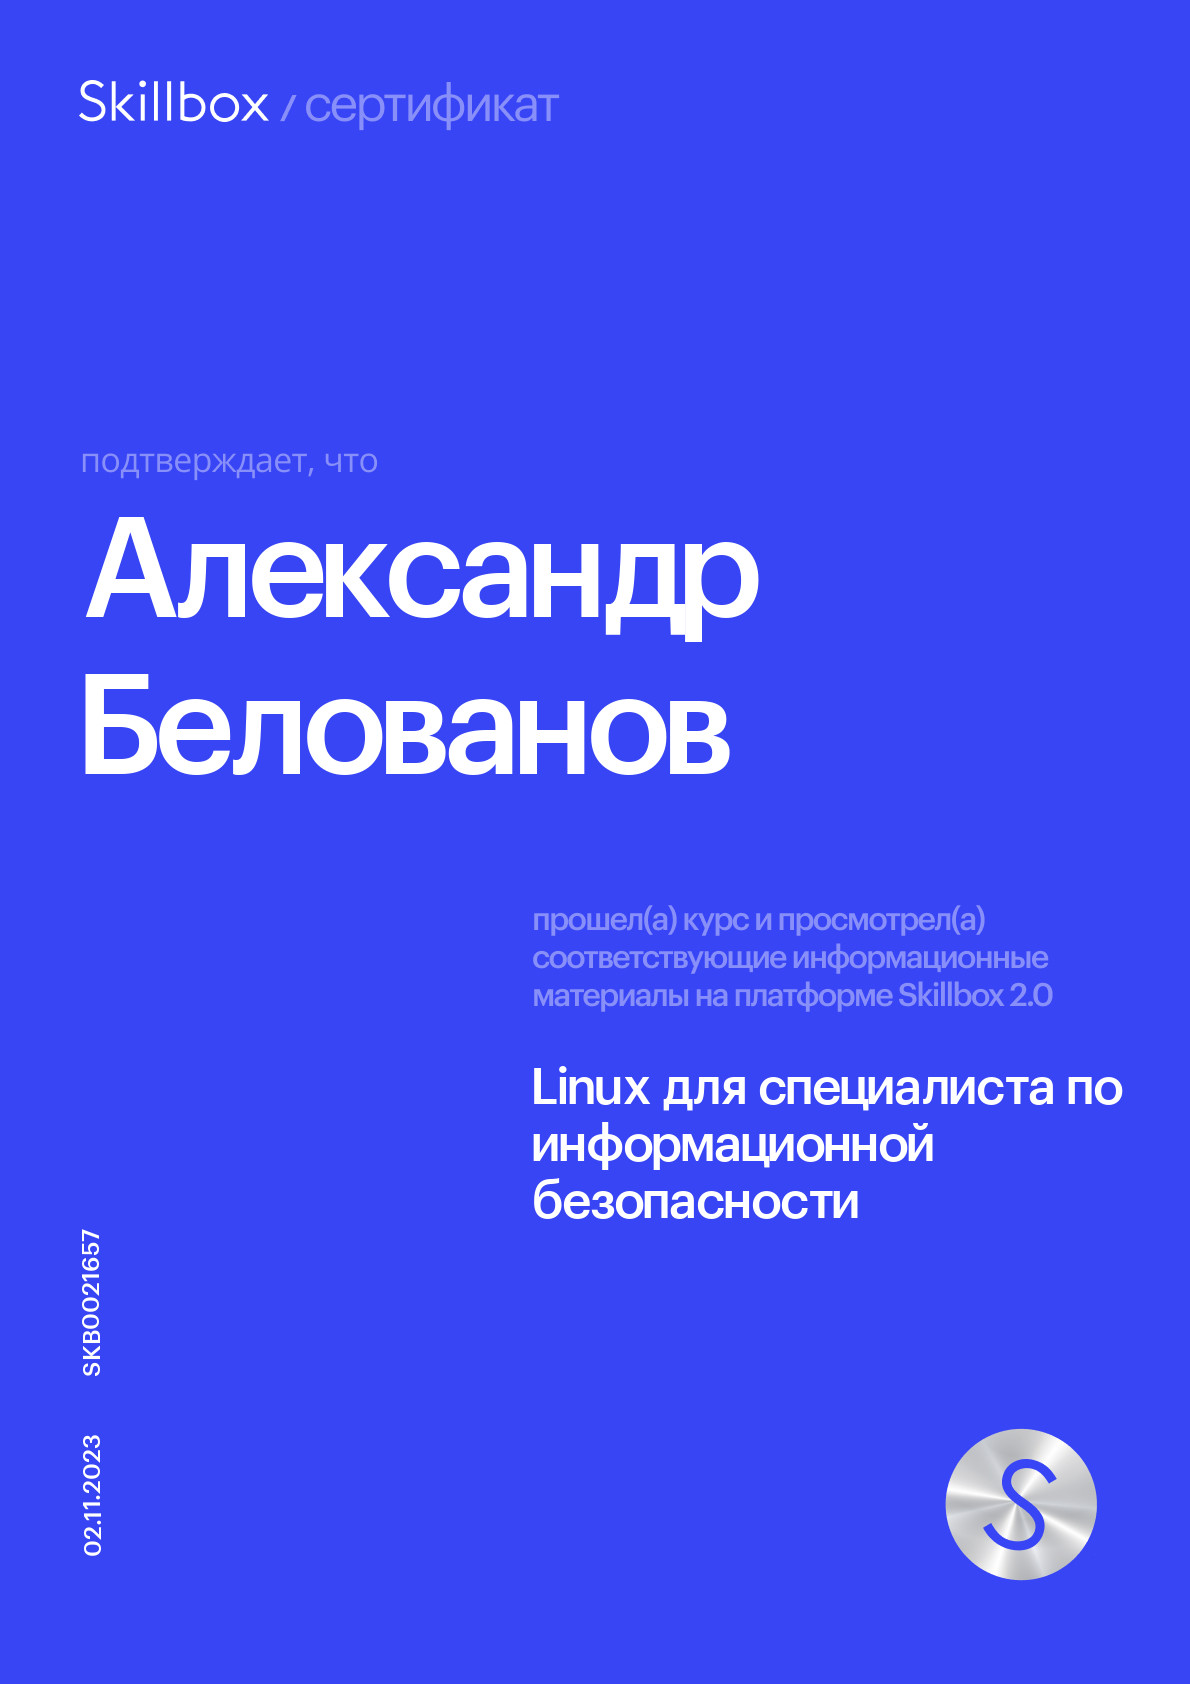 Skillbox / сертификат
подтверждает, что
Александр
Белованов
прошел(а) курс и просмотрел(а)
соответствующие информационные
материалы на платформе Skillbox 2.0
Linux для специалиста по
информационной
безопасности
SKB0021657
02.11.2023
S